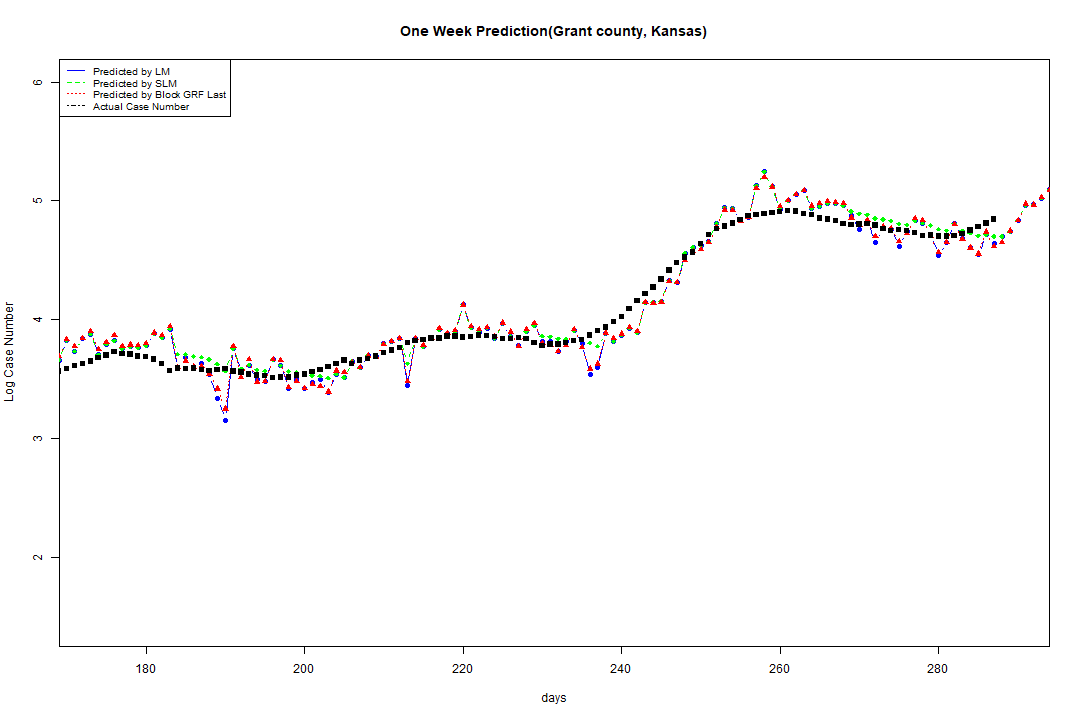 One Week Prediction(Grant county, Kansas)
Predicted by LM
Predicted by SLM
Predicted by Block GRF Last
Actual Case Number
6
5
4
3
2
Log Case Number
180 200 220 240 260 280
days